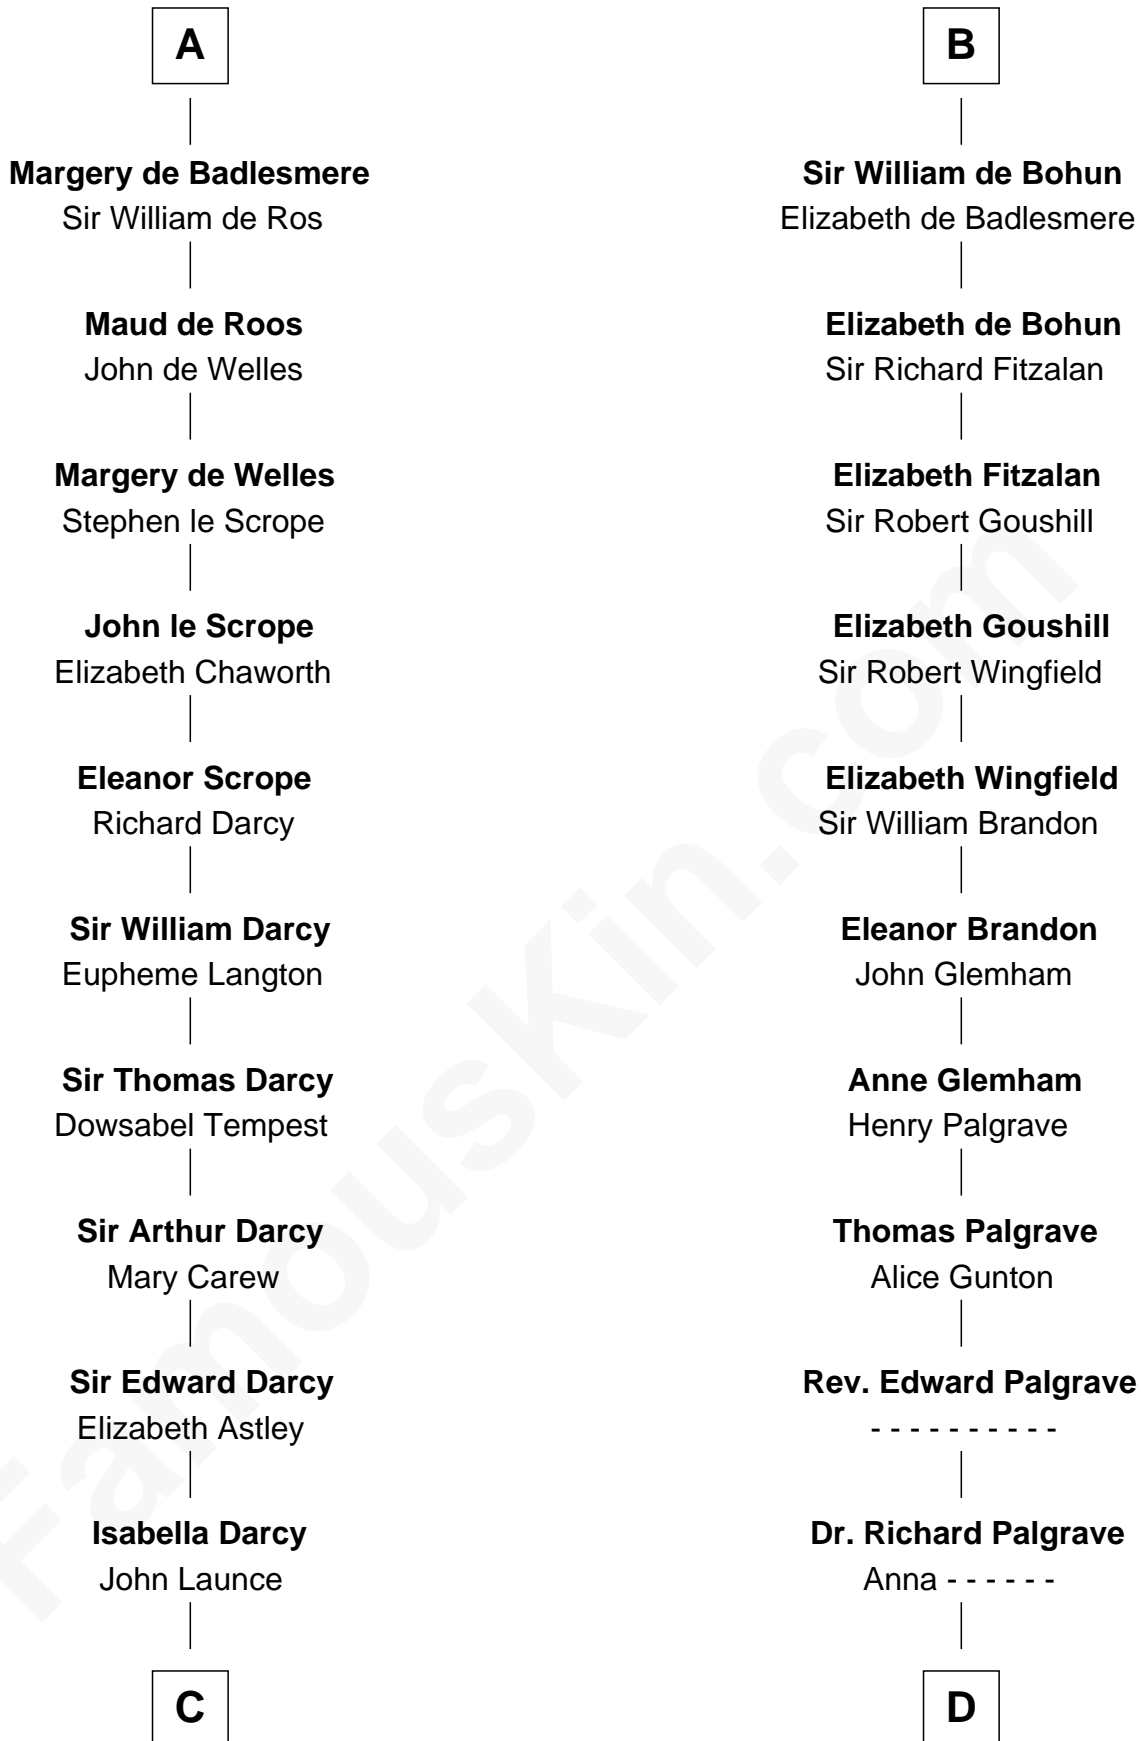 A
Margery de Badlesmere
Sir William de Ros
Maud de Roos
John de Welles
Margery de Welles
Stephen le Scrope
John le Scrope
Elizabeth Chaworth
Eleanor Scrope
Richard Darcy
Sir William Darcy
Eupheme Langton
Sir Thomas Darcy
Dowsabel Tempest
Sir Arthur Darcy
Mary Carew
Sir Edward Darcy
Elizabeth Astley
Isabella Darcy
John Launce
C
B
Sir William de Bohun
Elizabeth de Badlesmere
Elizabeth de Bohun
Sir Richard Fitzalan
Elizabeth Fitzalan
Sir Robert Goushill
Elizabeth Goushill
Sir Robert Wingfield
Elizabeth Wingfield
Sir William Brandon
Eleanor Brandon
John Glemham
Anne Glemham
Henry Palgrave
Thomas Palgrave
Alice Gunton
Rev. Edward Palgrave
- - - - - - - - - -
Dr. Richard Palgrave
Anna - - - - - -
D
FamousKin.com